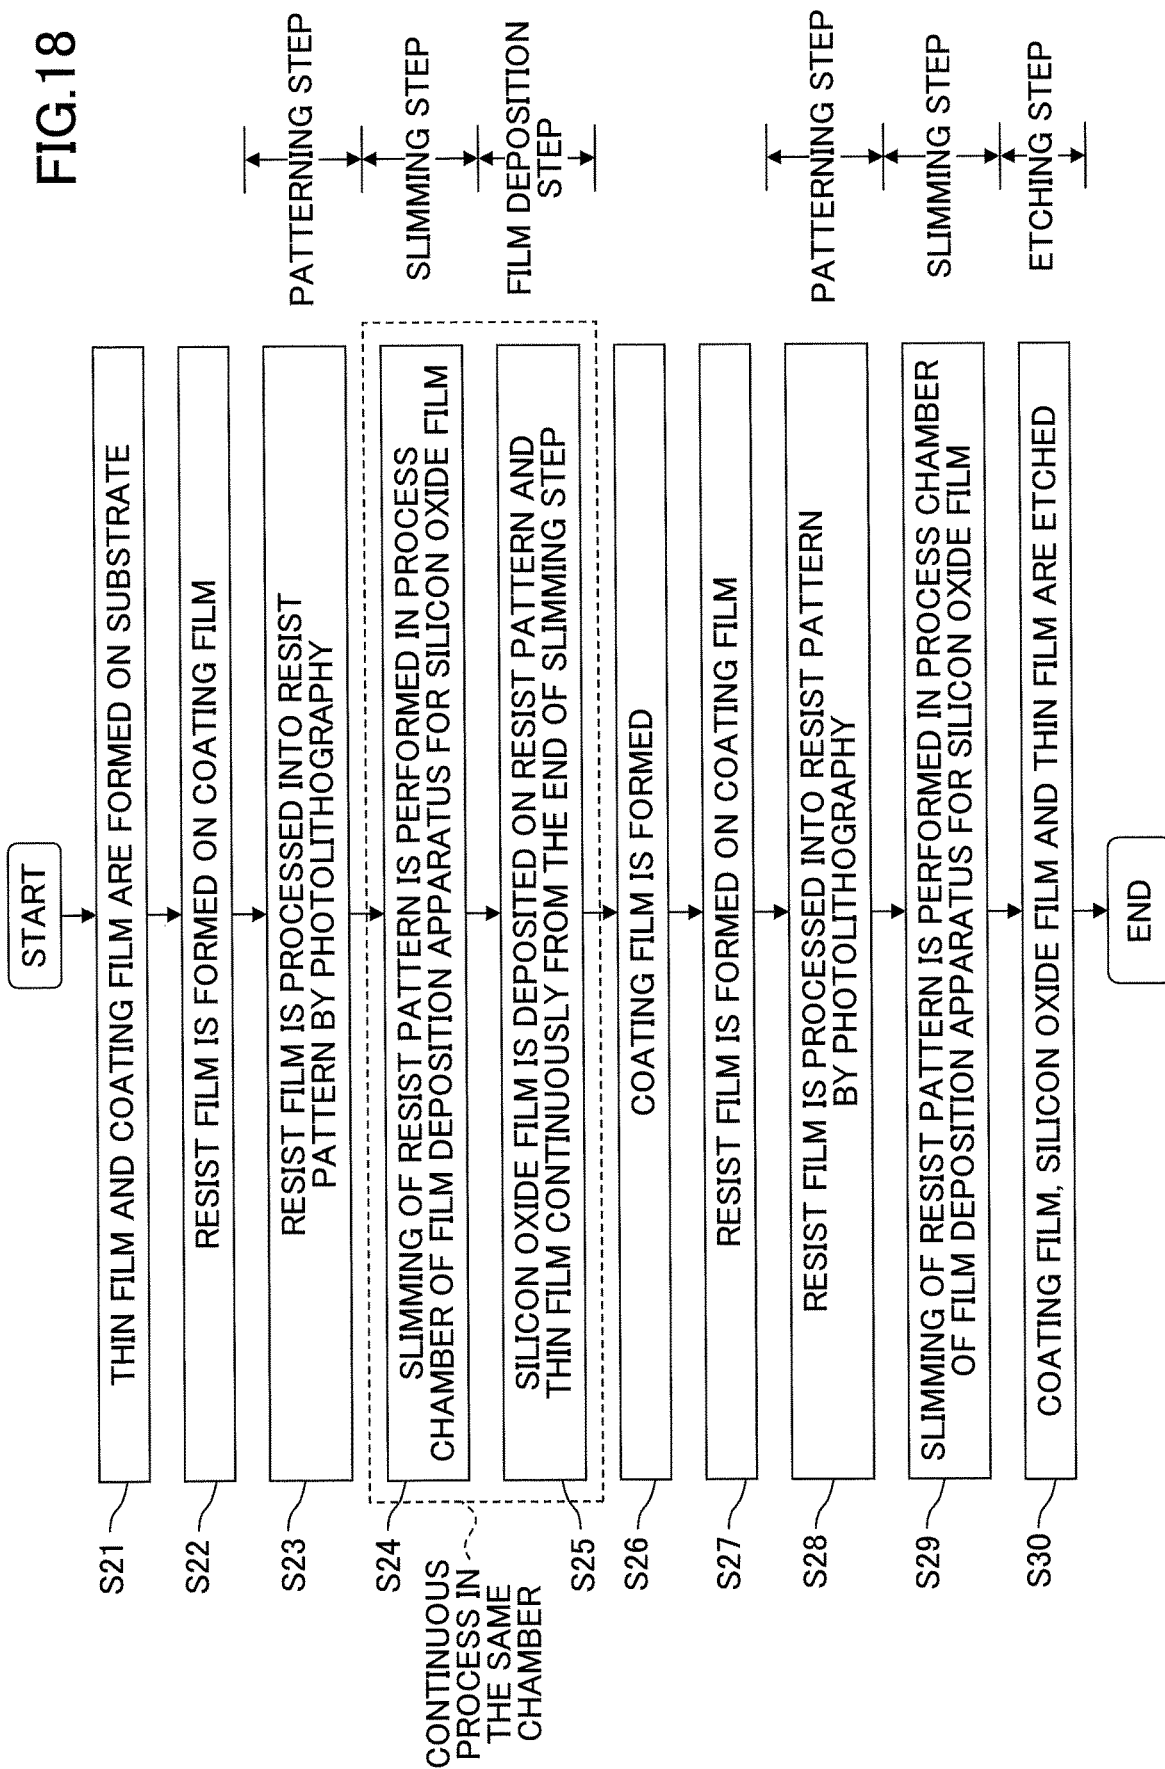 FIG.18
START
S21
THIN FILM AND COATING FILM ARE FORMED ON SUBSTRATE
S22
RESIST FILM IS FORMED ON COATING FILM
S23
RESIST FILM IS PROCESSED INTO RESIST
PATTERN BY PHOTOLITHOGRAPHY
PATTERNING STEP
CONTINUOUS
PROCESS IN
THE SAME
CHAMBER
S24
SLIMMING OF RESIST PATTERN IS PERFORMED IN PROCESS
CHAMBER OF FILM DEPOSITION APPARATUS FOR SILICON OXIDE FILM
SLIMMING STEP
S25
SILICON OXIDE FILM IS DEPOSITED ON RESIST PATTERN AND
THIN FILM CONTINUOUSLY FROM THE END OF SLIMMING STEP
FILM DEPOSITION
STEP
S26
COATING FILM IS FORMED
S27
RESIST FILM IS FORMED ON COATING FILM
S28
RESIST FILM IS PROCESSED INTO RESIST PATTERN
BY PHOTOLITHOGRAPHY
PATTERNING STEP
S29
SLIMMING OF RESIST PATTERN IS PERFORMED IN PROCESS CHAMBER
OF FILM DEPOSITION APPARATUS FOR SILICON OXIDE FILM
SLIMMING STEP
S30
COATING FILM, SILICON OXIDE FILM AND THIN FILM ARE ETCHED
ETCHING STEP
END